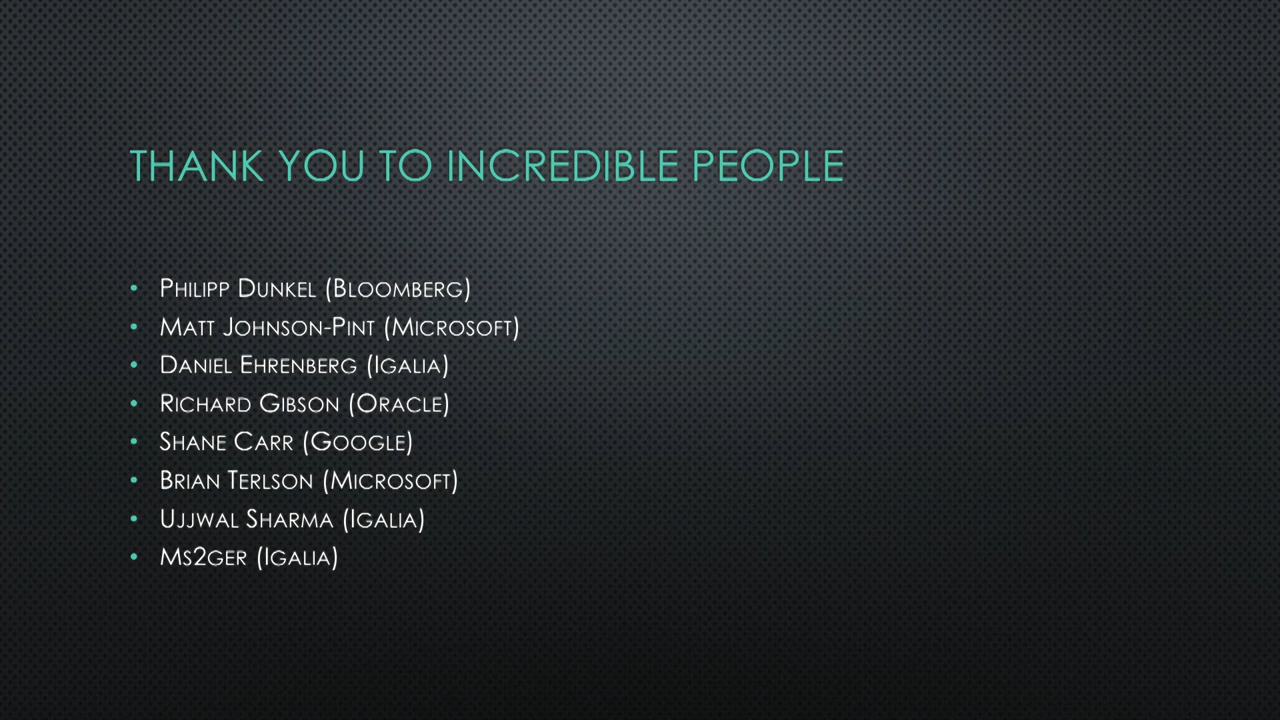 THANK YOU TO INCREDIBLE PEOPLE
• PHILIPP DUNKEL (BLOOMBERG)
• MATT JOHNSON-PINT (MICROSOFT)
• DANIEL EHRENBERG (IGALIA)
• RICHARD GIBSON (ORACLE)
• SHANE CARR (GOOGLE)
• BRIAN TERLSON (MICROSOFT)
• UJJWAL SHARMA (IGALIA)
• MS2GER (IGALIA)